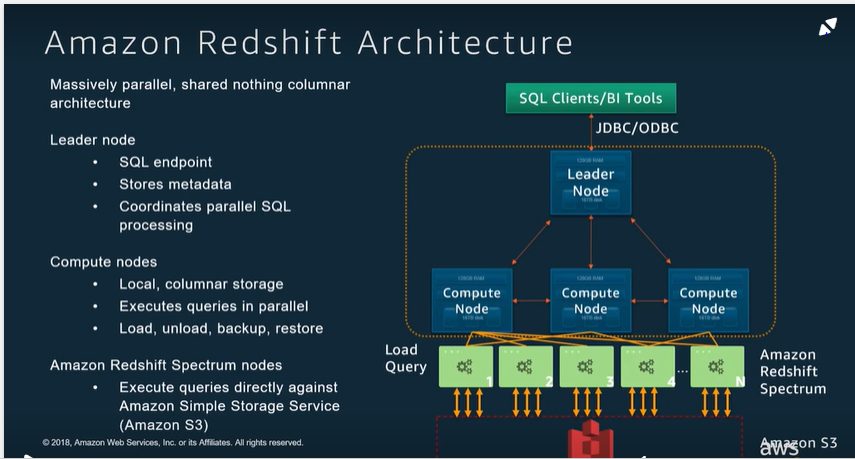 Amazon Redshift Architecture
Massively parallel, shared nothing columnar
architecture
Leader node
• SQL endpoint
• Stores metadata
• Coordinates parallel SQL
processing
Compute nodes
• Local, columnar storage
• Executes queries in parallel
• Load, unload, backup, restore
Amazon Redshift Spectrum nodes
• Execute queries directly against
Amazon Simple Storage Service
(Amazon S3)
© 2018, Amazon Web Services, Inc. or its Affiliates. All rights reserved.
SQL Clients/BI Tools
JDBC/ODBC
Leader
Node
Compute
Node
Compute
Node
Compute
Node
Load
Query
1
2
3
4
...
N
Amazon
Redshift
Spectrum
Amazon S3
aws